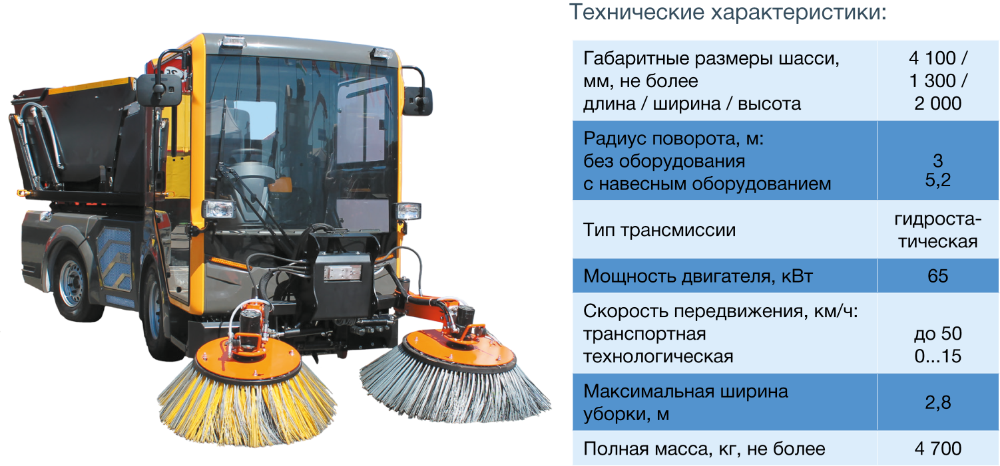 Технические характеристики:
Габаритные размеры шасси,
мм, не более
длина / ширина / высота
4 100 /
1 300 /
2 000
Радиус поворота, м:
без оборудования
с навесным оборудованием
3
5,2
Тип трансмиссии
гидроста-
тическая
Мощность двигателя, кВт
65
Скорость передвижения, км/ч:
транспортная
технологическая
до 50
0...15
Максимальная ширина
уборки, м
2,8
Полная масса, кг, не более
4 700